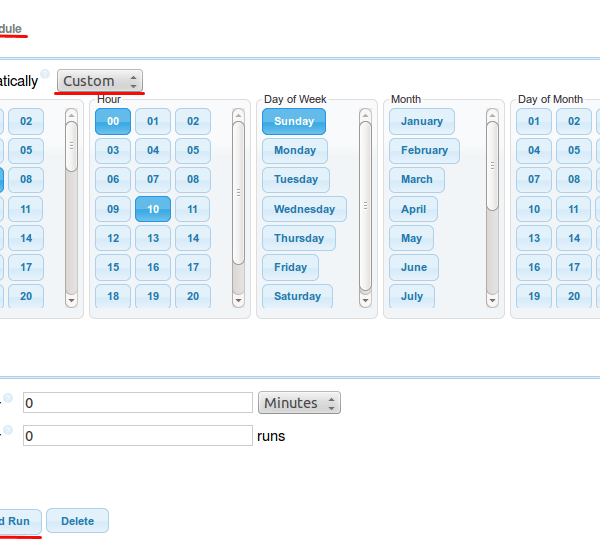 dule
atically Custom
Hour Day of Week Month Day of Month
02 00 01 02 Sunday January 01 02
05 03 04 05 Monday February 04 05
08 06 07 08 Tuesday March 07 08
11 09 10 11 Wednesday April 10 11
14 12 13 14 Thursday May 13 14
17 15 16 17 Friday June 16 17
20 18 19 20 Saturday July 19 20
0 Minutes
0 runs
d Run Delete